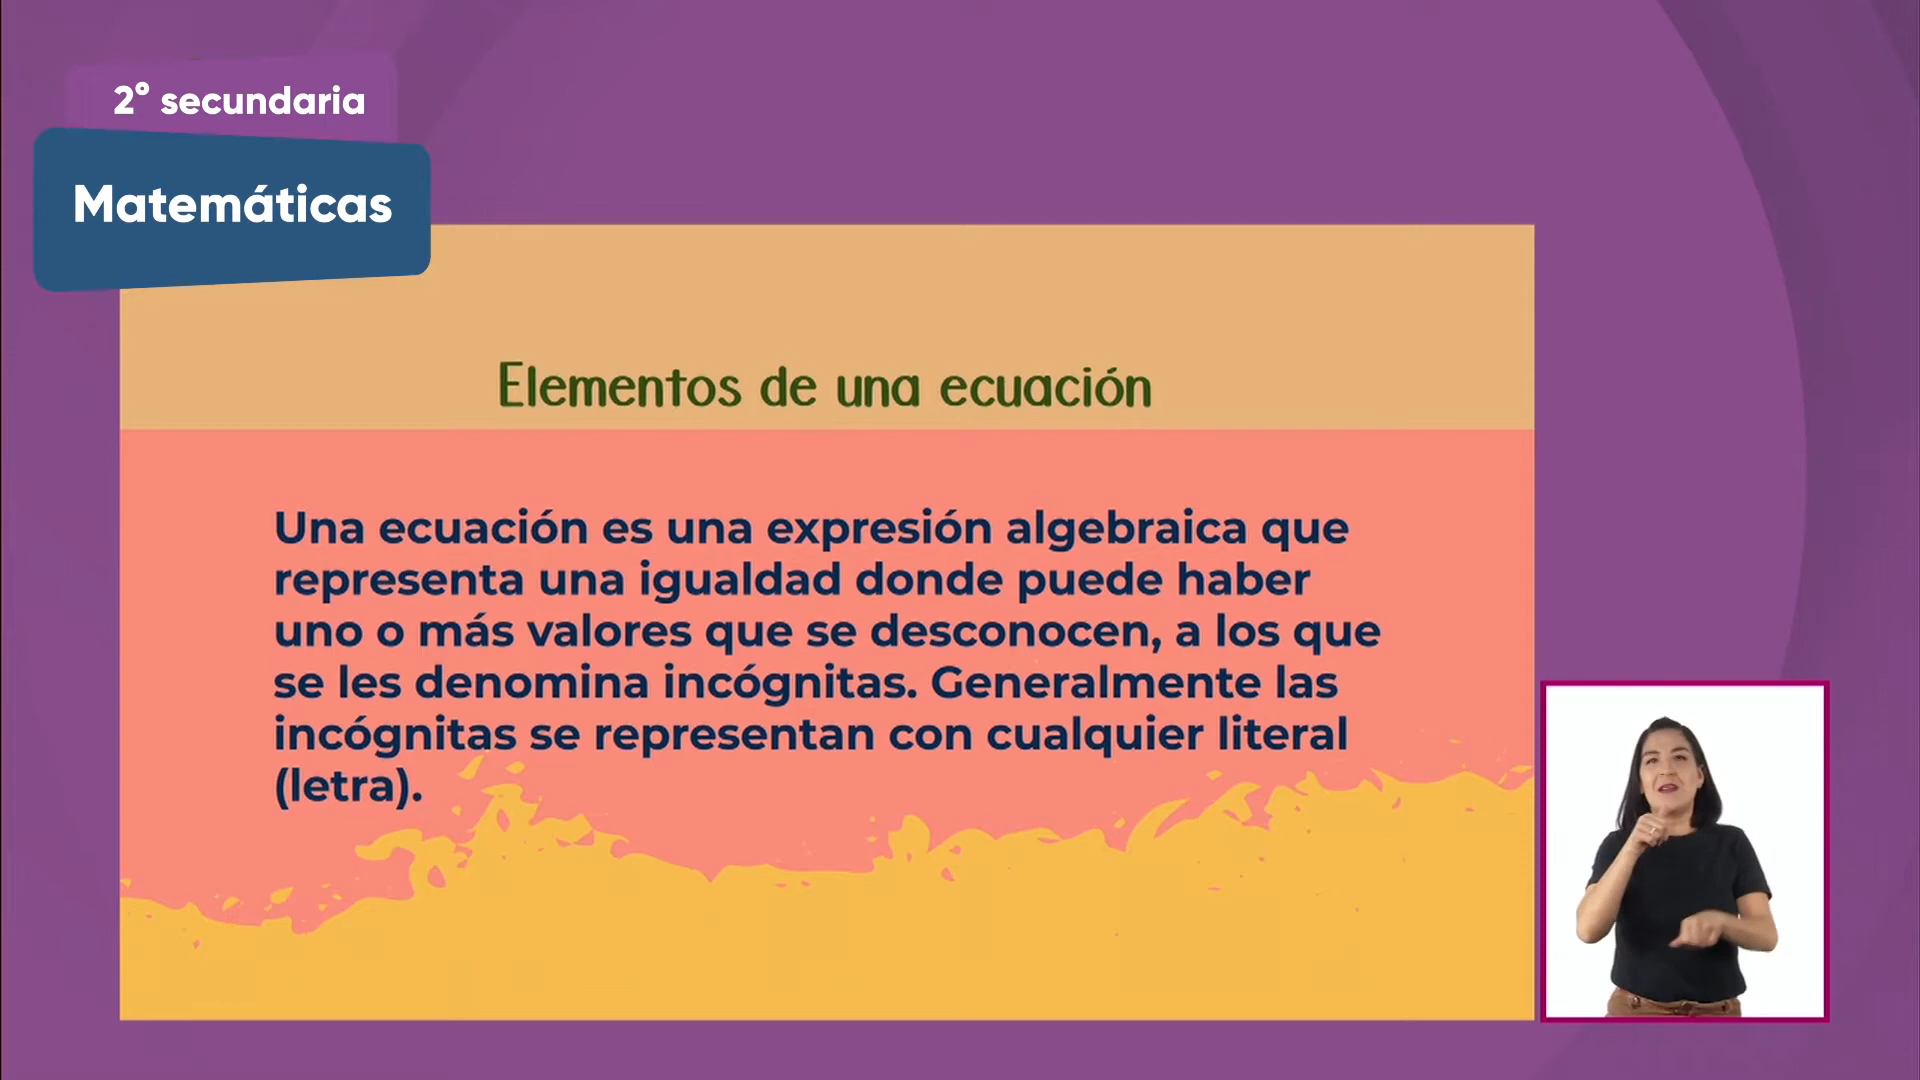 2° secundaria
Matemáticas
Elementos de una ecuación
Una ecuación es una expresión algebraica que
representa una igualdad donde puede haber
uno o más valores que se desconocen, a los que
se les denomina incógnitas. Generalmente las
incógnitas se representan con cualquier literal
(letra).